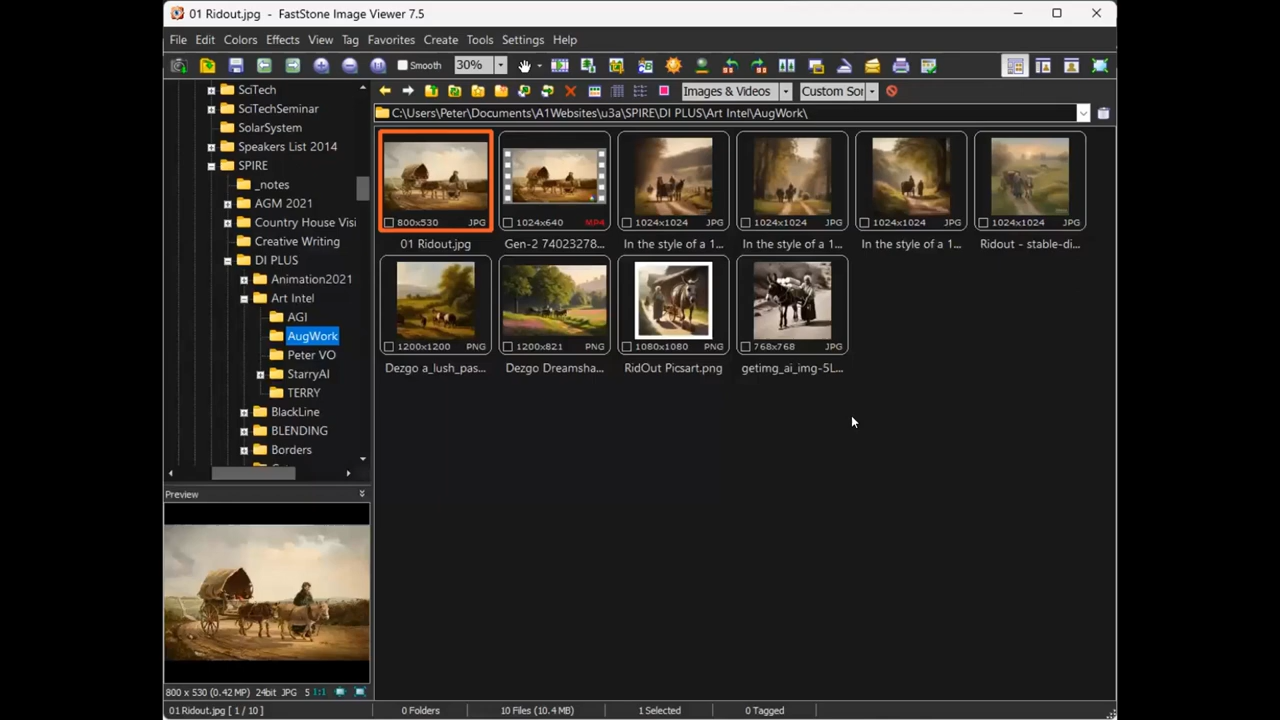 01 Ridout.jpg - FastStone Image Viewer 7.5
File Edit Colors Effects View Tag Favorites Create Tools Settings Help
Smooth 30%
Images & Videos Custom Sor
C:\Users\Peter\Documents\A1Websites\u3a\SPIRE\DI PLUS\Art Intel\AugWork\
SciTech
SciTechSeminar
SolarSystem
Speakers List 2014
SPIRE
_notes
AGM 2021
Country House Visi
Creative Writing
DI PLUS
Animation2021
Art Intel
AGI
AugWork
Peter VO
StarryAI
TERRY
BlackLine
BLENDING
Borders
800x530 JPG
1024x640 MP4
1024x1024 JPG
1024x1024 JPG
1024x1024 JPG
1024x1024 JPG
01 Ridout.jpg
Gen-2 74023278...
In the style of a 1...
In the style of a 1...
In the style of a 1...
Ridout - stable-di...
1200x1200 PNG
1200x821 PNG
1080x1080 PNG
768x768 JPG
Dezgo a_lush_pas...
Dezgo Dreamsha...
RidOut Picsart.png
getimg_ai_img-5L...
Preview
800 x 530 (0.42 MP) 24bit JPG 5 1:1
01 Ridout.jpg [ 1 / 10 ]
0 Folders
10 Files (10.4 MB)
1 Selected
0 Tagged